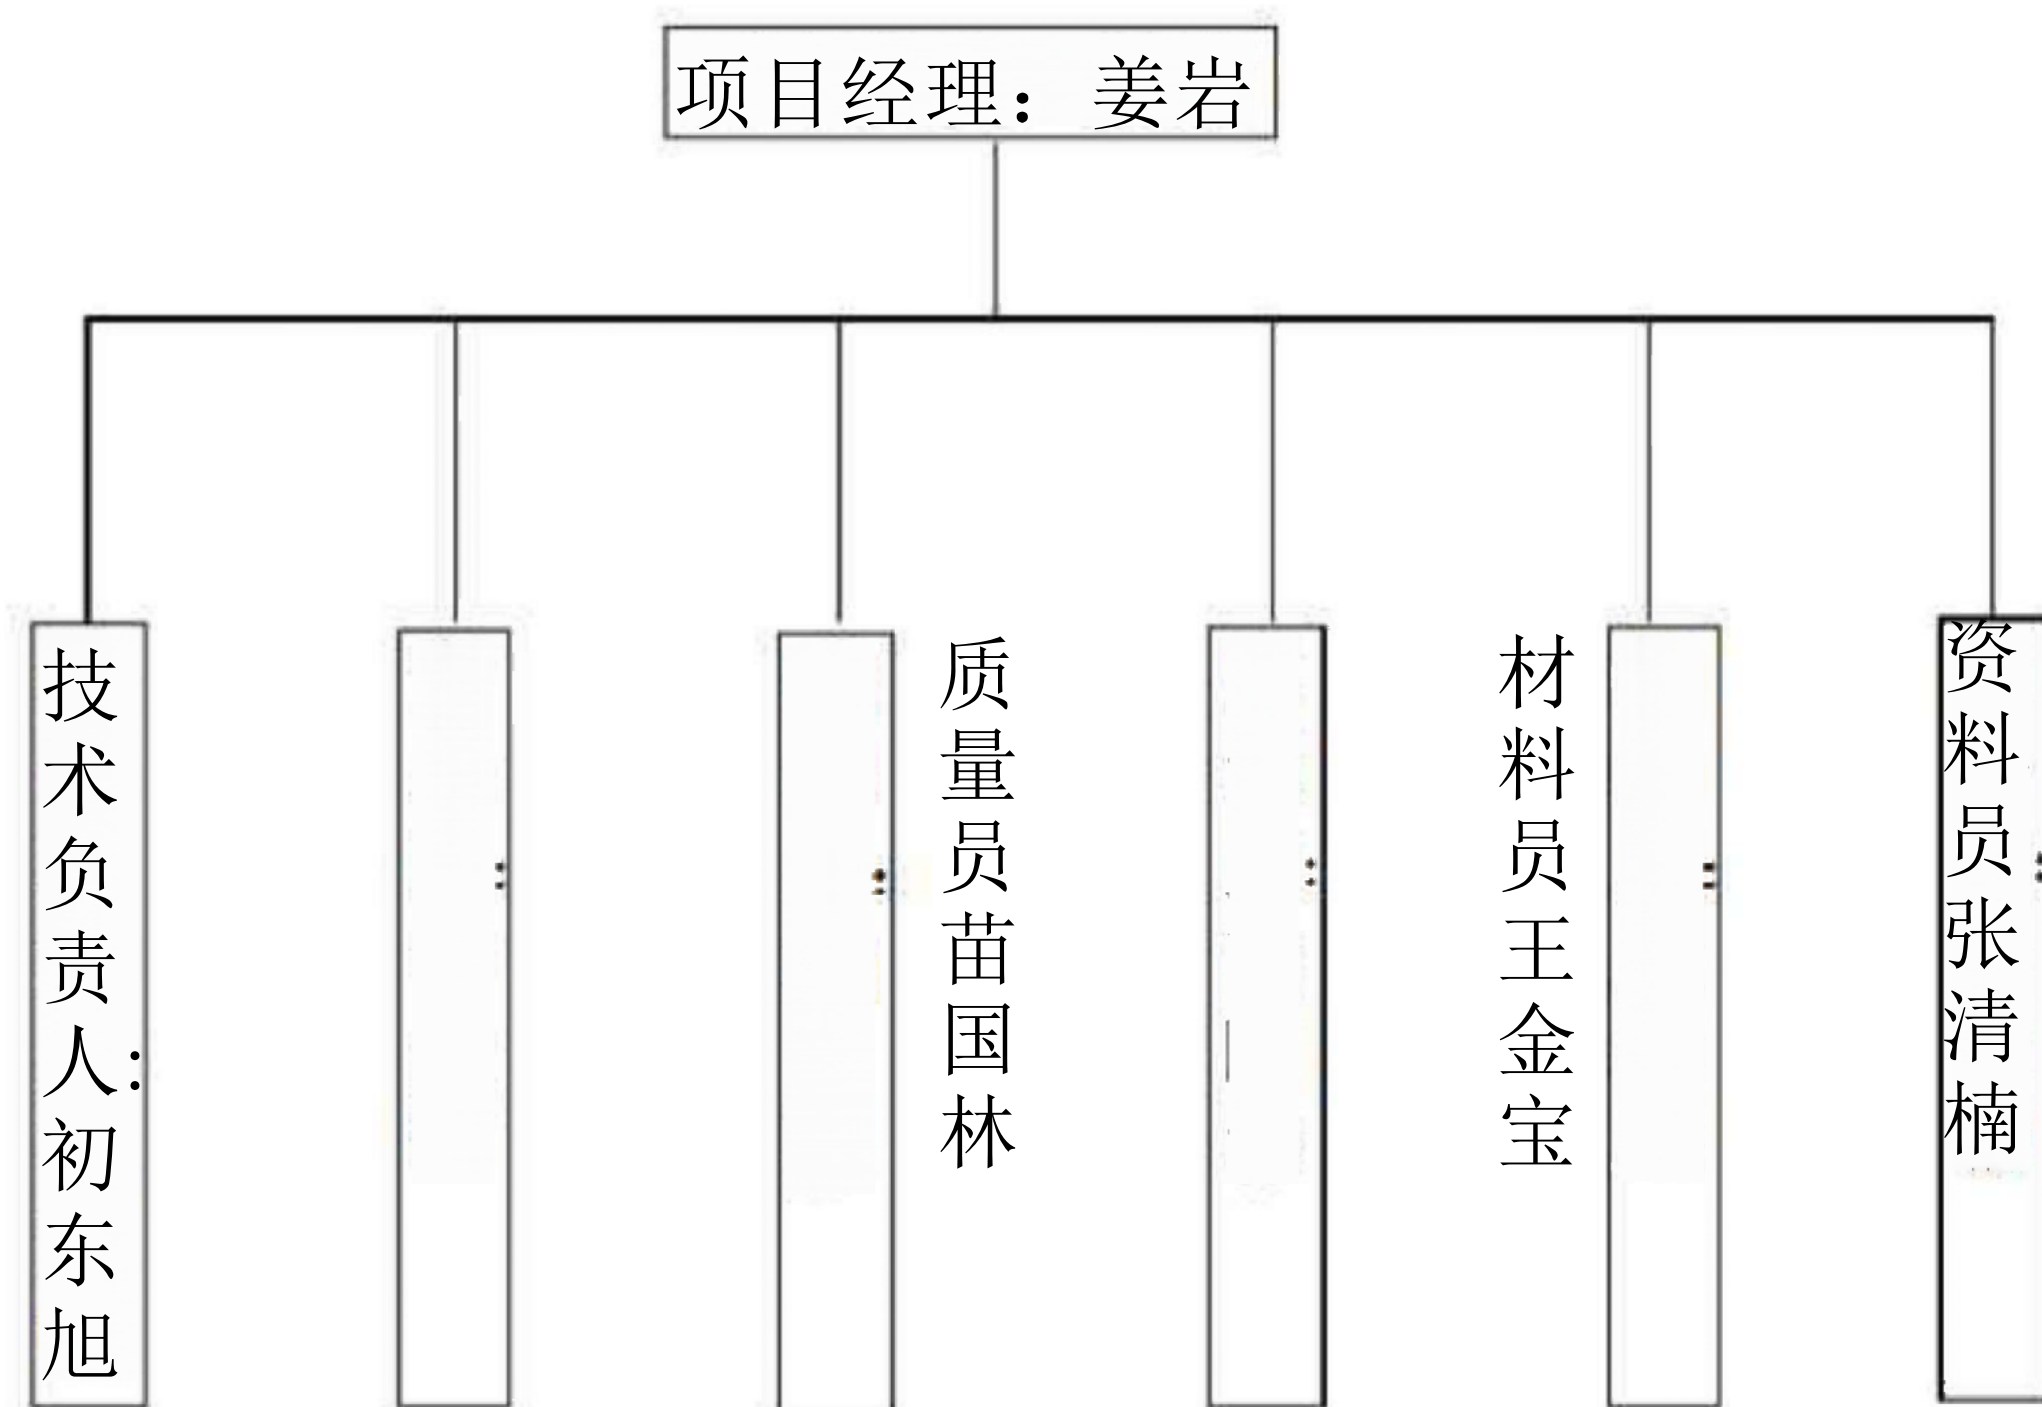 项目经理：姜岩
技术负责人:初东旭
质量员苗国林
材料员王金宝
资料员张清楠